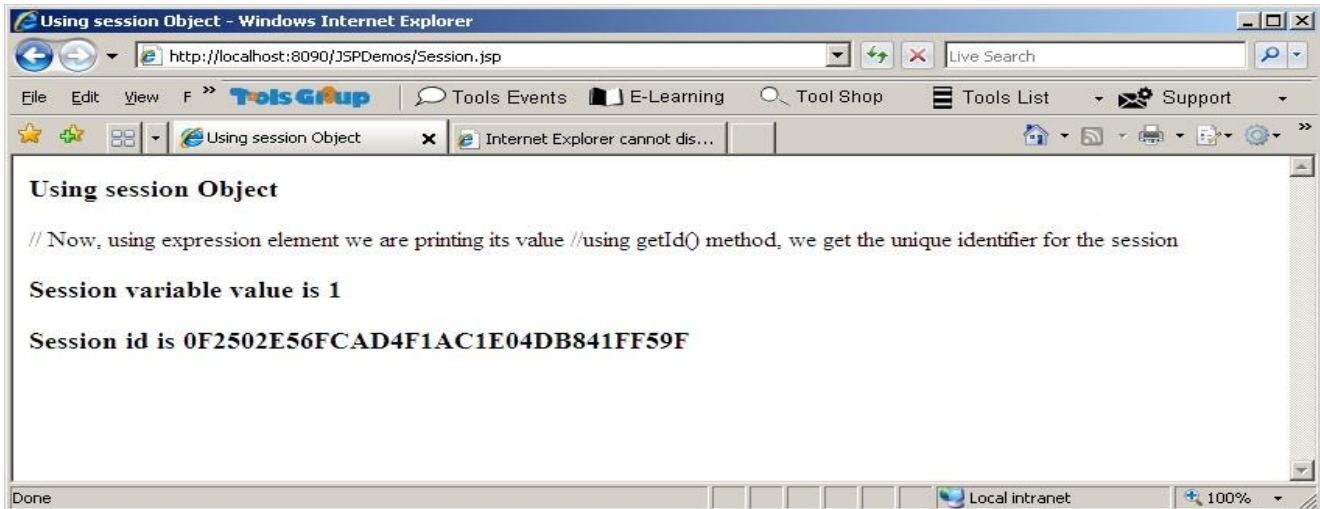 Using session Object - Windows Internet Explorer
http://localhost:8090/JSPDemos/Session.jsp Live Search
File Edit View F » Tools Group Tools Events E-Learning Tool Shop Tools List Support
Using session Object Internet Explorer cannot dis... »
Using session Object
// Now, using expression element we are printing its value //using getId() method, we get the unique identifier for the session
Session variable value is 1
Session id is 0F2502E56FCAD4F1AC1E04DB841FF59F
Done Local intranet 100%